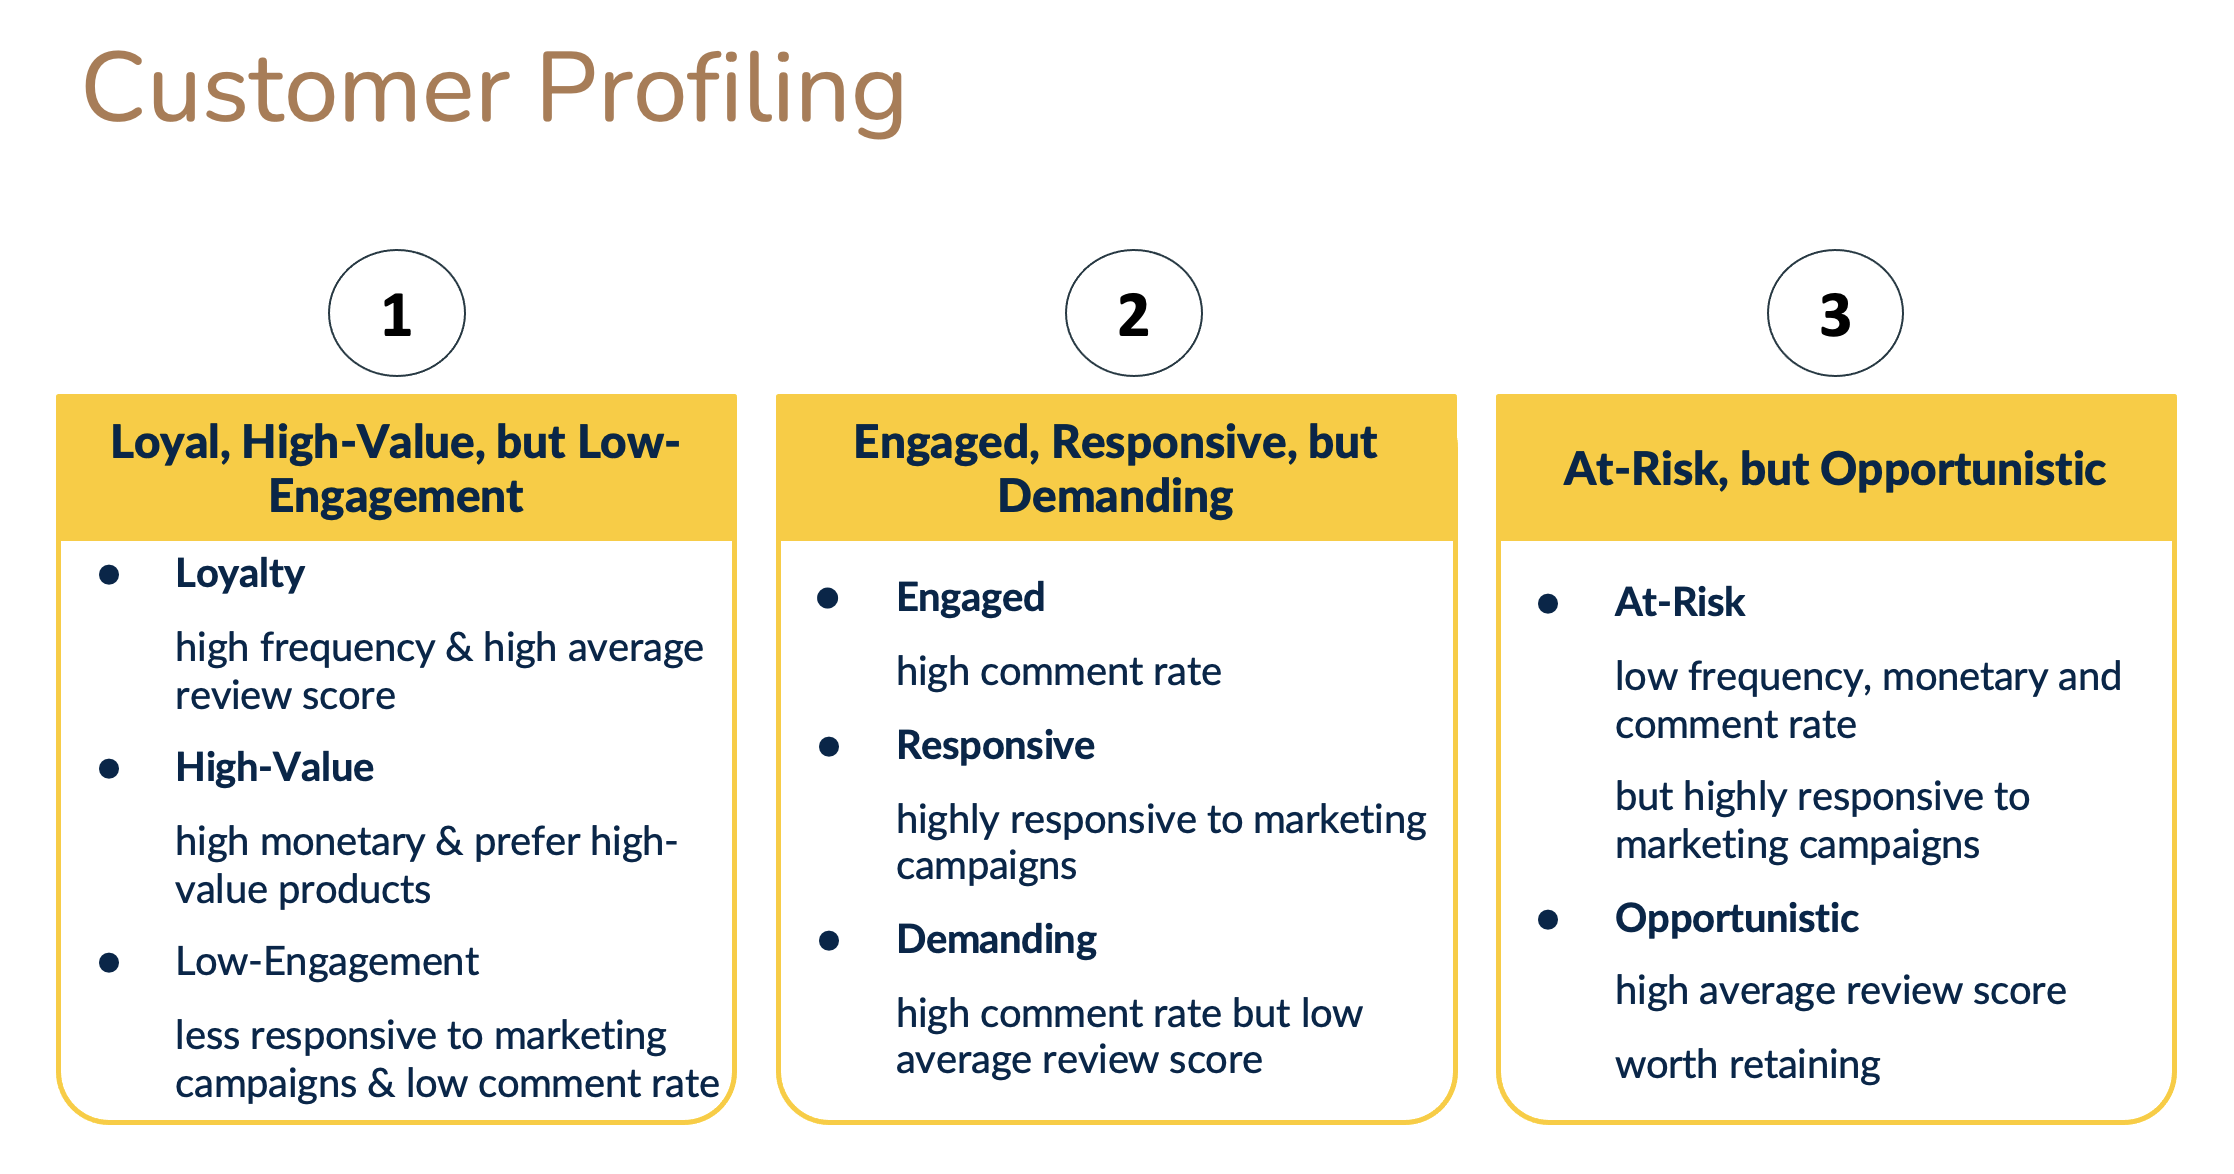 Customer Profiling
1
Loyal, High-Value, but Low-
Engagement
● Loyalty
high frequency & high average
review score
● High-Value
high monetary & prefer high-
value products
● Low-Engagement
less responsive to marketing
campaigns & low comment rate
2
Engaged, Responsive, but
Demanding
● Engaged
high comment rate
● Responsive
highly responsive to marketing
campaigns
● Demanding
high comment rate but low
average review score
3
At-Risk, but Opportunistic
● At-Risk
low frequency, monetary and
comment rate
but highly responsive to
marketing campaigns
● Opportunistic
high average review score
worth retaining